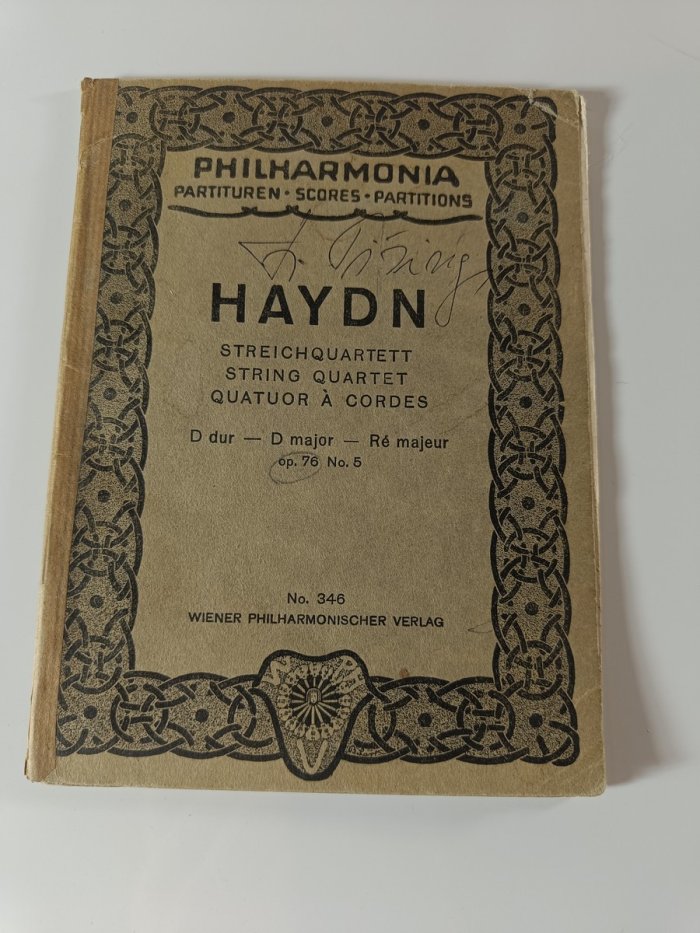 PHILHARMONIA
PARTITUREN · SCORES · PARTITIONS
HAYDN
STREICHQUARTETT
STRING QUARTET
QUATUOR À CORDES
D dur — D major — Ré majeur
op. 76 No. 5
No. 346
WIENER PHILHARMONISCHER VERLAG
W PH
V